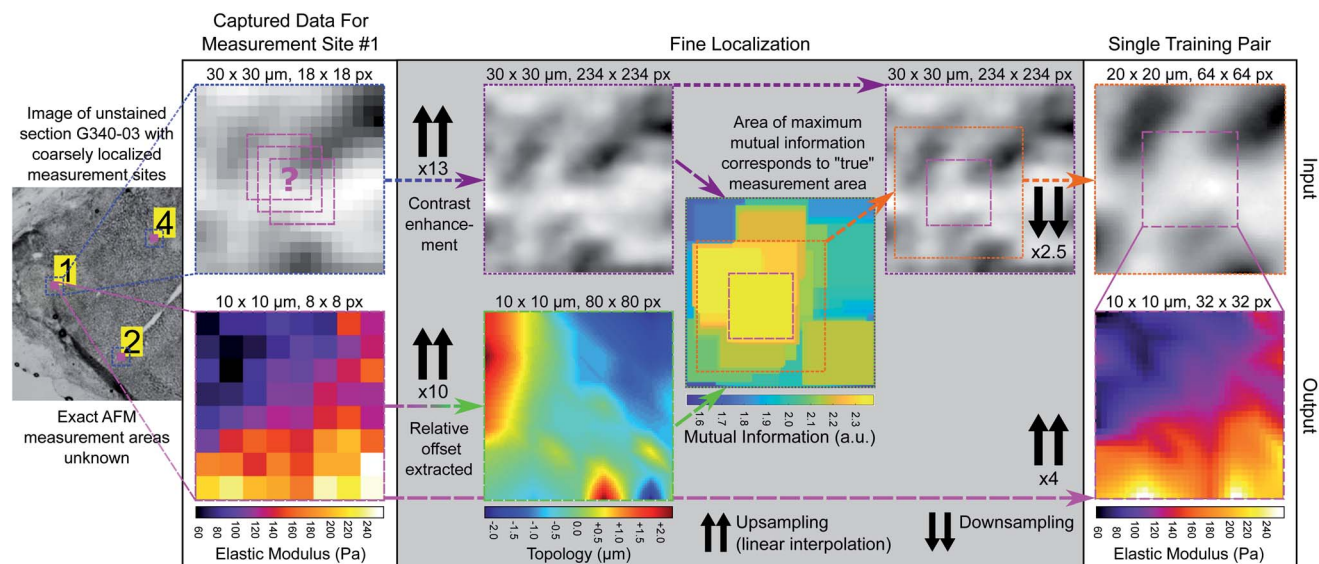 Captured Data For
Measurement Site #1
Fine Localization
Single Training Pair
Image of unstained
section G340-03 with
coarsely localized
measurement sites
1
4
2
Exact AFM
measurement areas
unknown
30 x 30 µm, 18 x 18 px
?
x13
Contrast
enhance-
ment
30 x 30 µm, 234 x 234 px
Area of maximum
mutual information
corresponds to "true"
measurement area
30 x 30 µm, 234 x 234 px
x2.5
20 x 20 µm, 64 x 64 px
Input
10 x 10 µm, 8 x 8 px
60 80 100 120 140 160 180 200 220 240
Elastic Modulus (Pa)
x10
Relative
offset
extracted
10 x 10 µm, 80 x 80 px
-2.0 -1.5 -1.0 -0.5 0.0 +0.5 +1.0 +1.5 +2.0
Topology (µm)
1.6 1.7 1.8 1.9 2.0 2.1 2.2 2.3
Mutual Information (a.u.)
x4
Upsampling
(linear interpolation)
Downsampling
10 x 10 µm, 32 x 32 px
60 80 100 120 140 160 180 200 220 240
Elastic Modulus (Pa)
Output